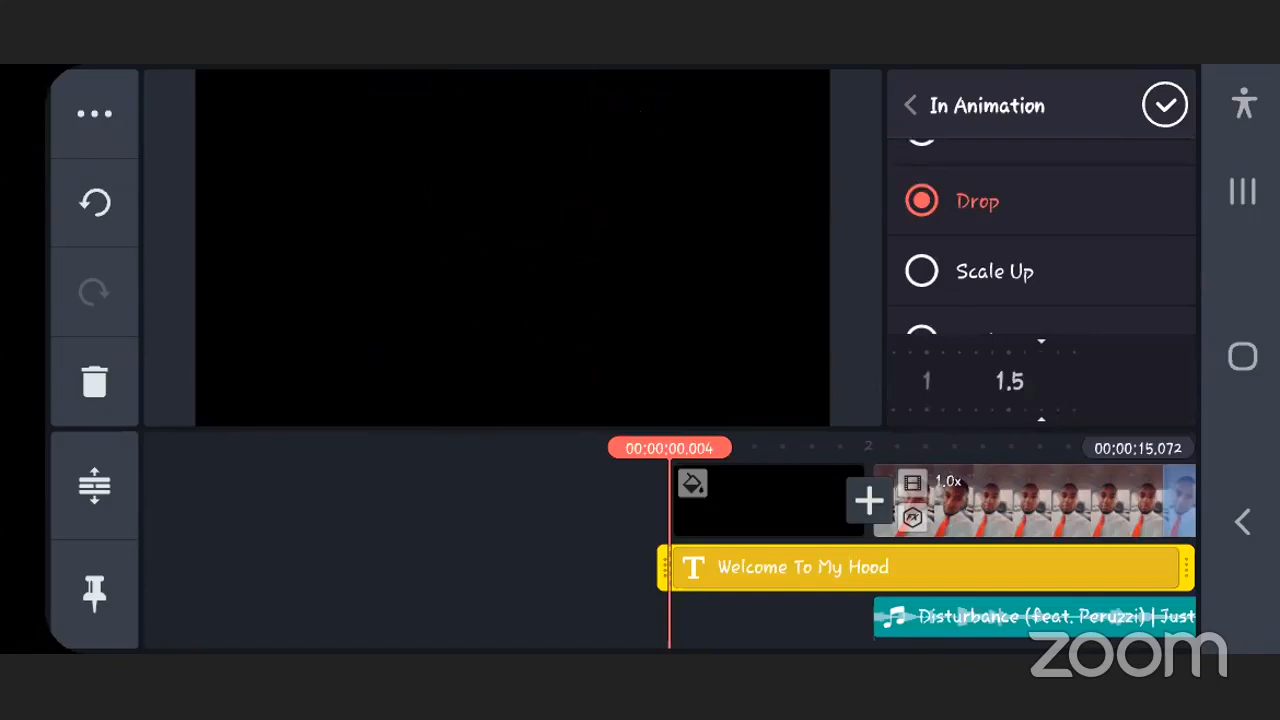 In Animation
Drop
Scale Up
1 1.5
00:00:00.004
2
00:00:15.072
1.0x
FX
T Welcome To My Hood
Disturbance (feat. Peruzzi) | Just
zoom